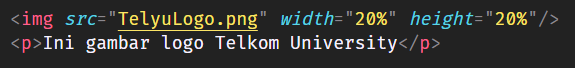 <img src="TelyuLogo.png" width="20%" height="20%"/>
<p>Ini gambar logo Telkom University</p>